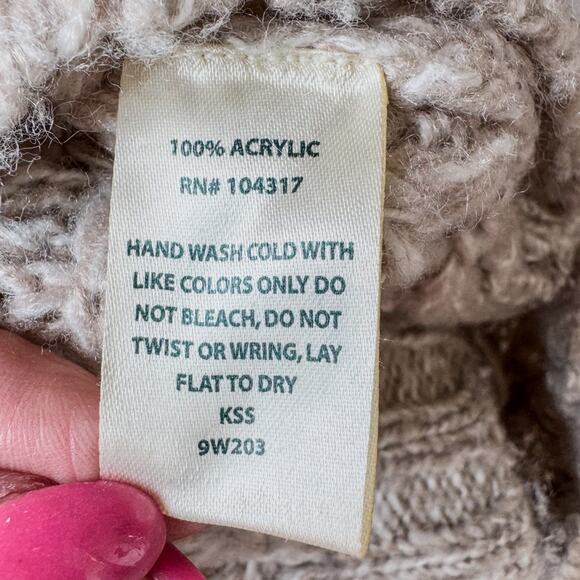 100% ACRYLIC
RN# 104317
HAND WASH COLD WITH
LIKE COLORS ONLY DO
NOT BLEACH, DO NOT
TWIST OR WRING, LAY
FLAT TO DRY
KSS
9W203